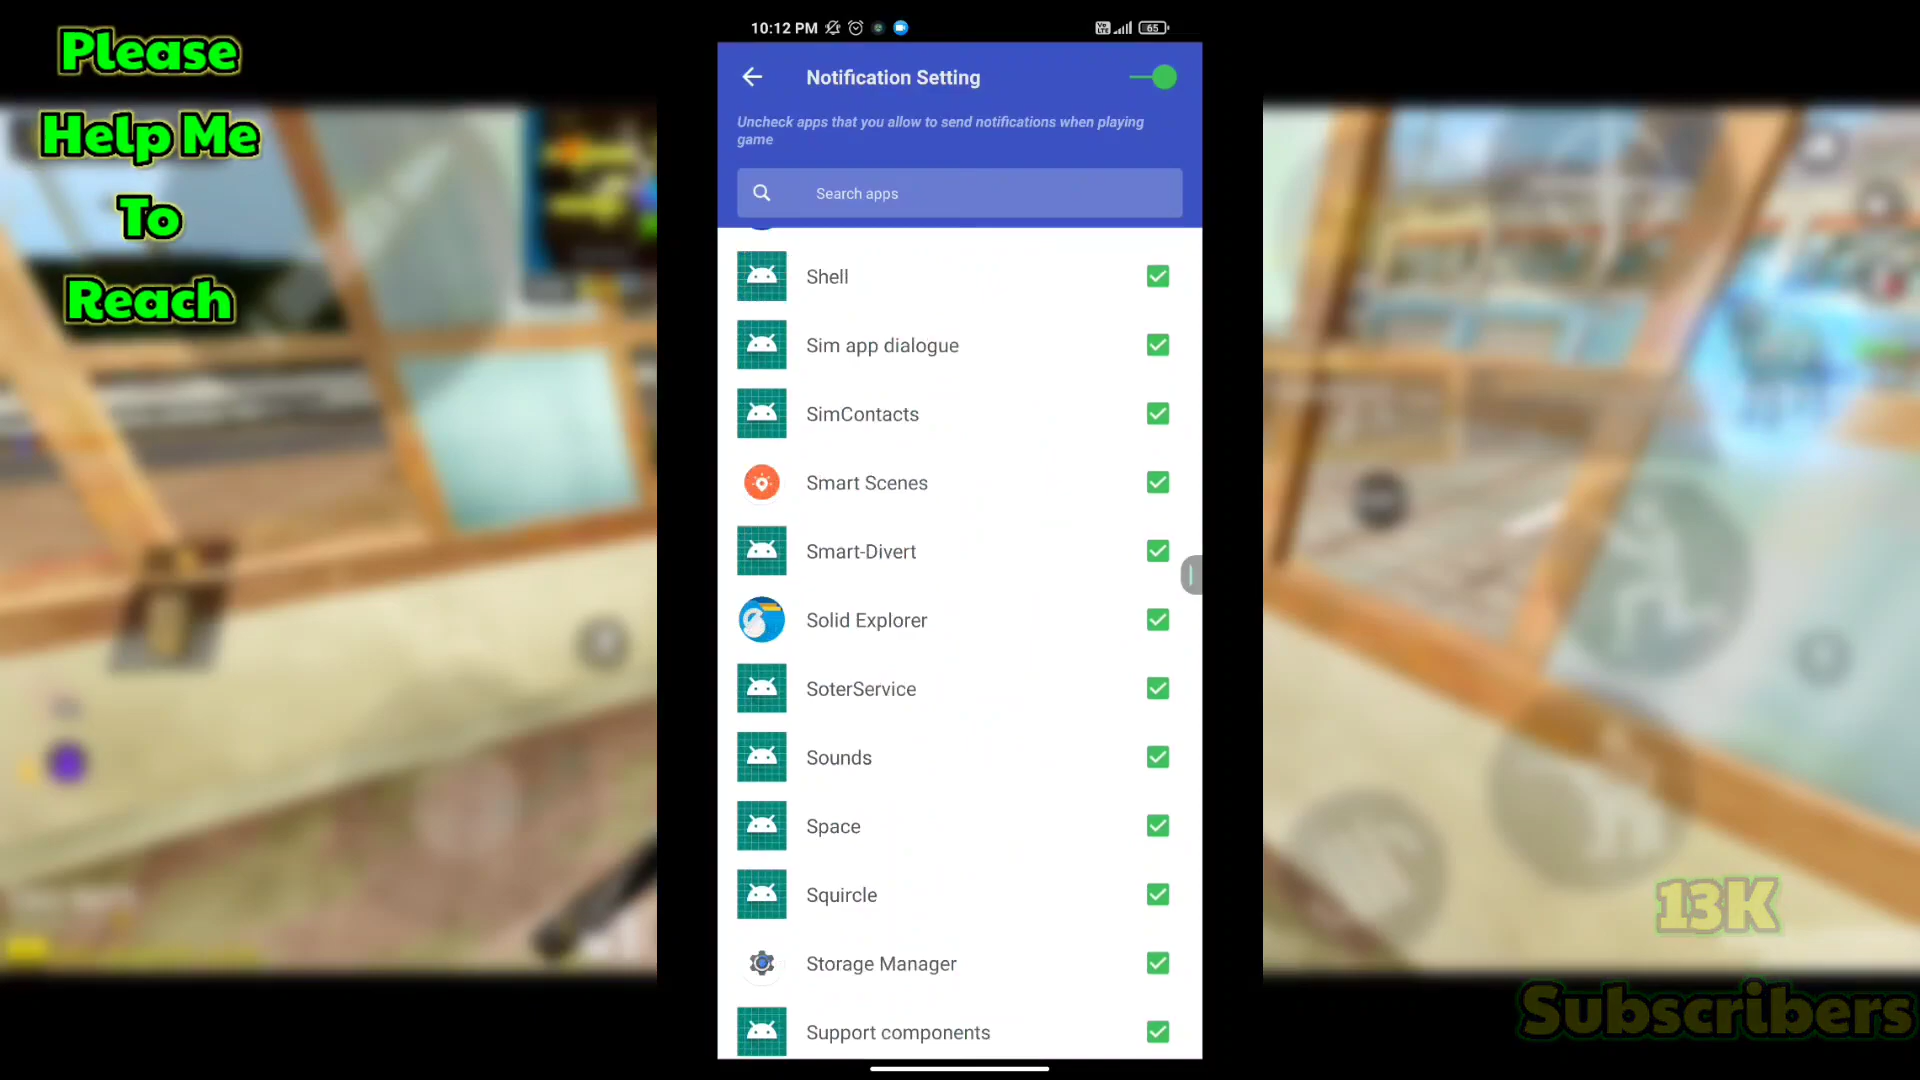 Please
Help Me
To
Reach
10:12 PM
65
Notification Setting
Uncheck apps that you allow to send notifications when playing
game
Search apps
Shell
Sim app dialogue
SimContacts
Smart Scenes
Smart-Divert
Solid Explorer
SoterService
Sounds
Space
Squircle
Storage Manager
Support components
13K
Subscribers